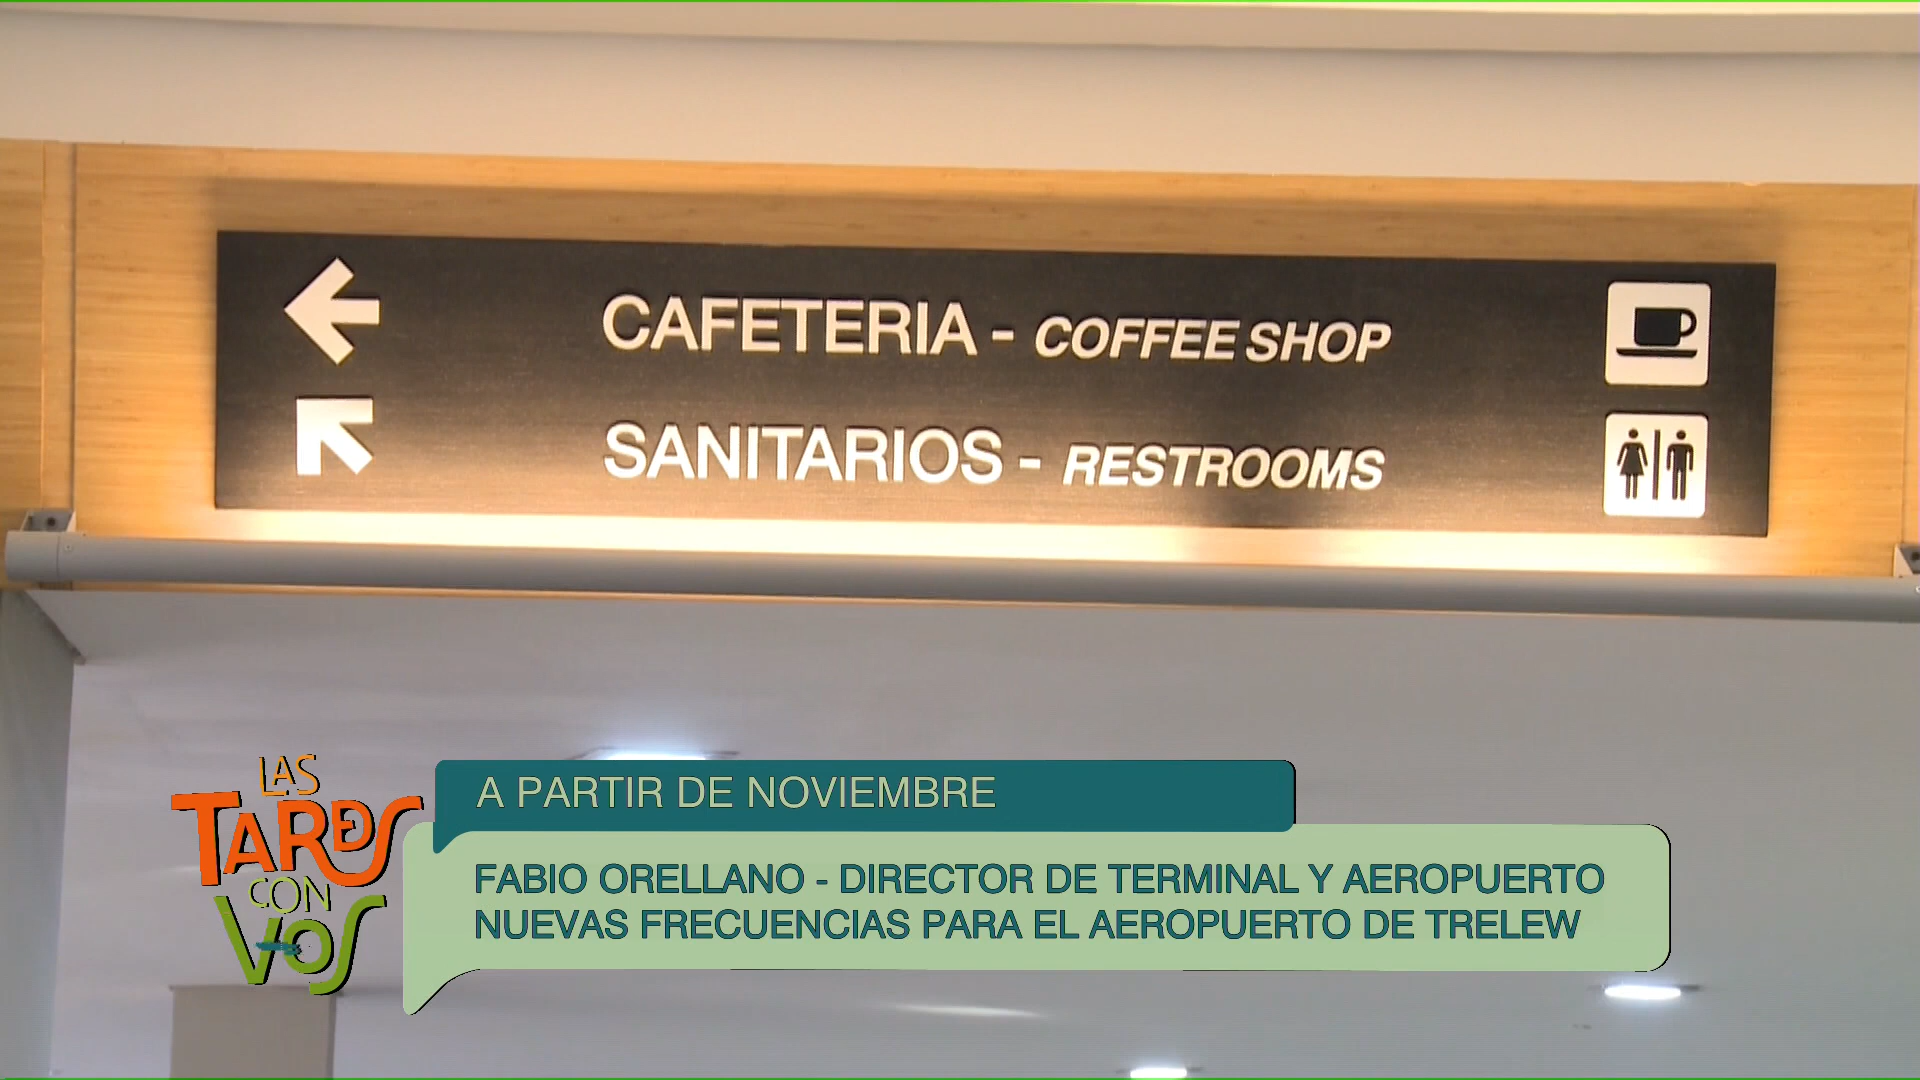 CAFETERIA - COFFEE SHOP
SANITARIOS - RESTROOMS
LAS
TARDES
CON
VOS
A PARTIR DE NOVIEMBRE
FABIO ORELLANO - DIRECTOR DE TERMINAL Y AEROPUERTO
NUEVAS FRECUENCIAS PARA EL AEROPUERTO DE TRELEW